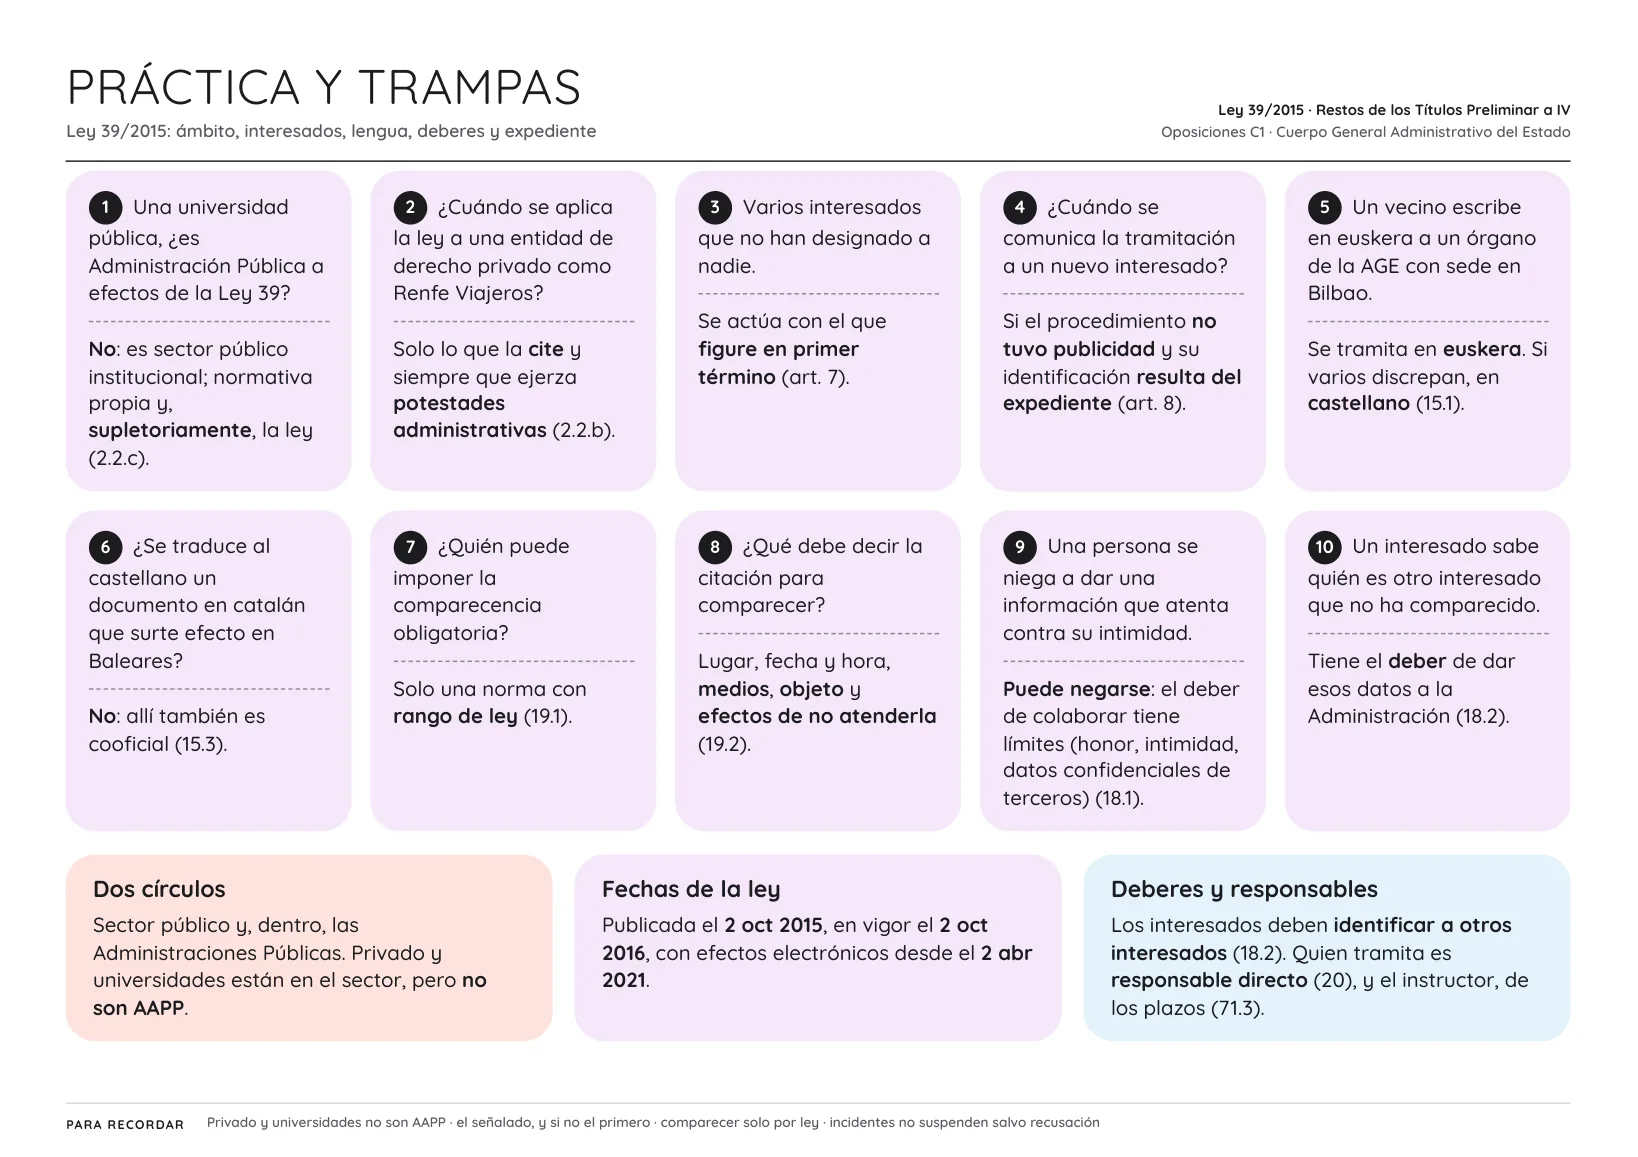 PRÁCTICA Y TRAMPAS
Ley 39/2015: ámbito, interesados, lengua, deberes y expediente
Ley 39/2015 · Restos de los Títulos Preliminar a IV
Oposiciones C1 · Cuerpo General Administrativo del Estado
1 Una universidad
pública, ¿es
Administración Pública a
efectos de la Ley 39?
No: es sector público
institucional; normativa
propia y,
supletoriamente, la ley
(2.2.c).
2 ¿Cuándo se aplica
la ley a una entidad de
derecho privado como
Renfe Viajeros?
Solo lo que la cite y
siempre que ejerza
potestades
administrativas (2.2.b).
3 Varios interesados
que no han designado a
nadie.
Se actúa con el que
figure en primer
término (art. 7).
4 ¿Cuándo se
comunica la tramitación
a un nuevo interesado?
Si el procedimiento no
tuvo publicidad y su
identificación resulta del
expediente (art. 8).
5 Un vecino escribe
en euskera a un órgano
de la AGE con sede en
Bilbao.
Se tramita en euskera. Si
varios discrepan, en
castellano (15.1).
6 ¿Se traduce al
castellano un
documento en catalán
que surte efecto en
Baleares?
No: allí también es
cooficial (15.3).
7 ¿Quién puede
imponer la
comparecencia
obligatoria?
Solo una norma con
rango de ley (19.1).
8 ¿Qué debe decir la
citación para
comparecer?
Lugar, fecha y hora,
medios, objeto y
efectos de no atenderla
(19.2).
9 Una persona se
niega a dar una
información que atenta
contra su intimidad.
Puede negarse: el deber
de colaborar tiene
límites (honor, intimidad,
datos confidenciales de
terceros) (18.1).
10 Un interesado sabe
quién es otro interesado
que no ha comparecido.
Tiene el deber de dar
esos datos a la
Administración (18.2).
Dos círculos
Sector público y, dentro, las
Administraciones Públicas. Privado y
universidades están en el sector, pero no
son AAPP.
Fechas de la ley
Publicada el 2 oct 2015, en vigor el 2 oct
2016, con efectos electrónicos desde el 2 abr
2021.
Deberes y responsables
Los interesados deben identificar a otros
interesados (18.2). Quien tramita es
responsable directo (20), y el instructor, de
los plazos (71.3).
PARA RECORDAR Privado y universidades no son AAPP · el señalado, y si no el primero · comparecer solo por ley · incidentes no suspenden salvo recusación